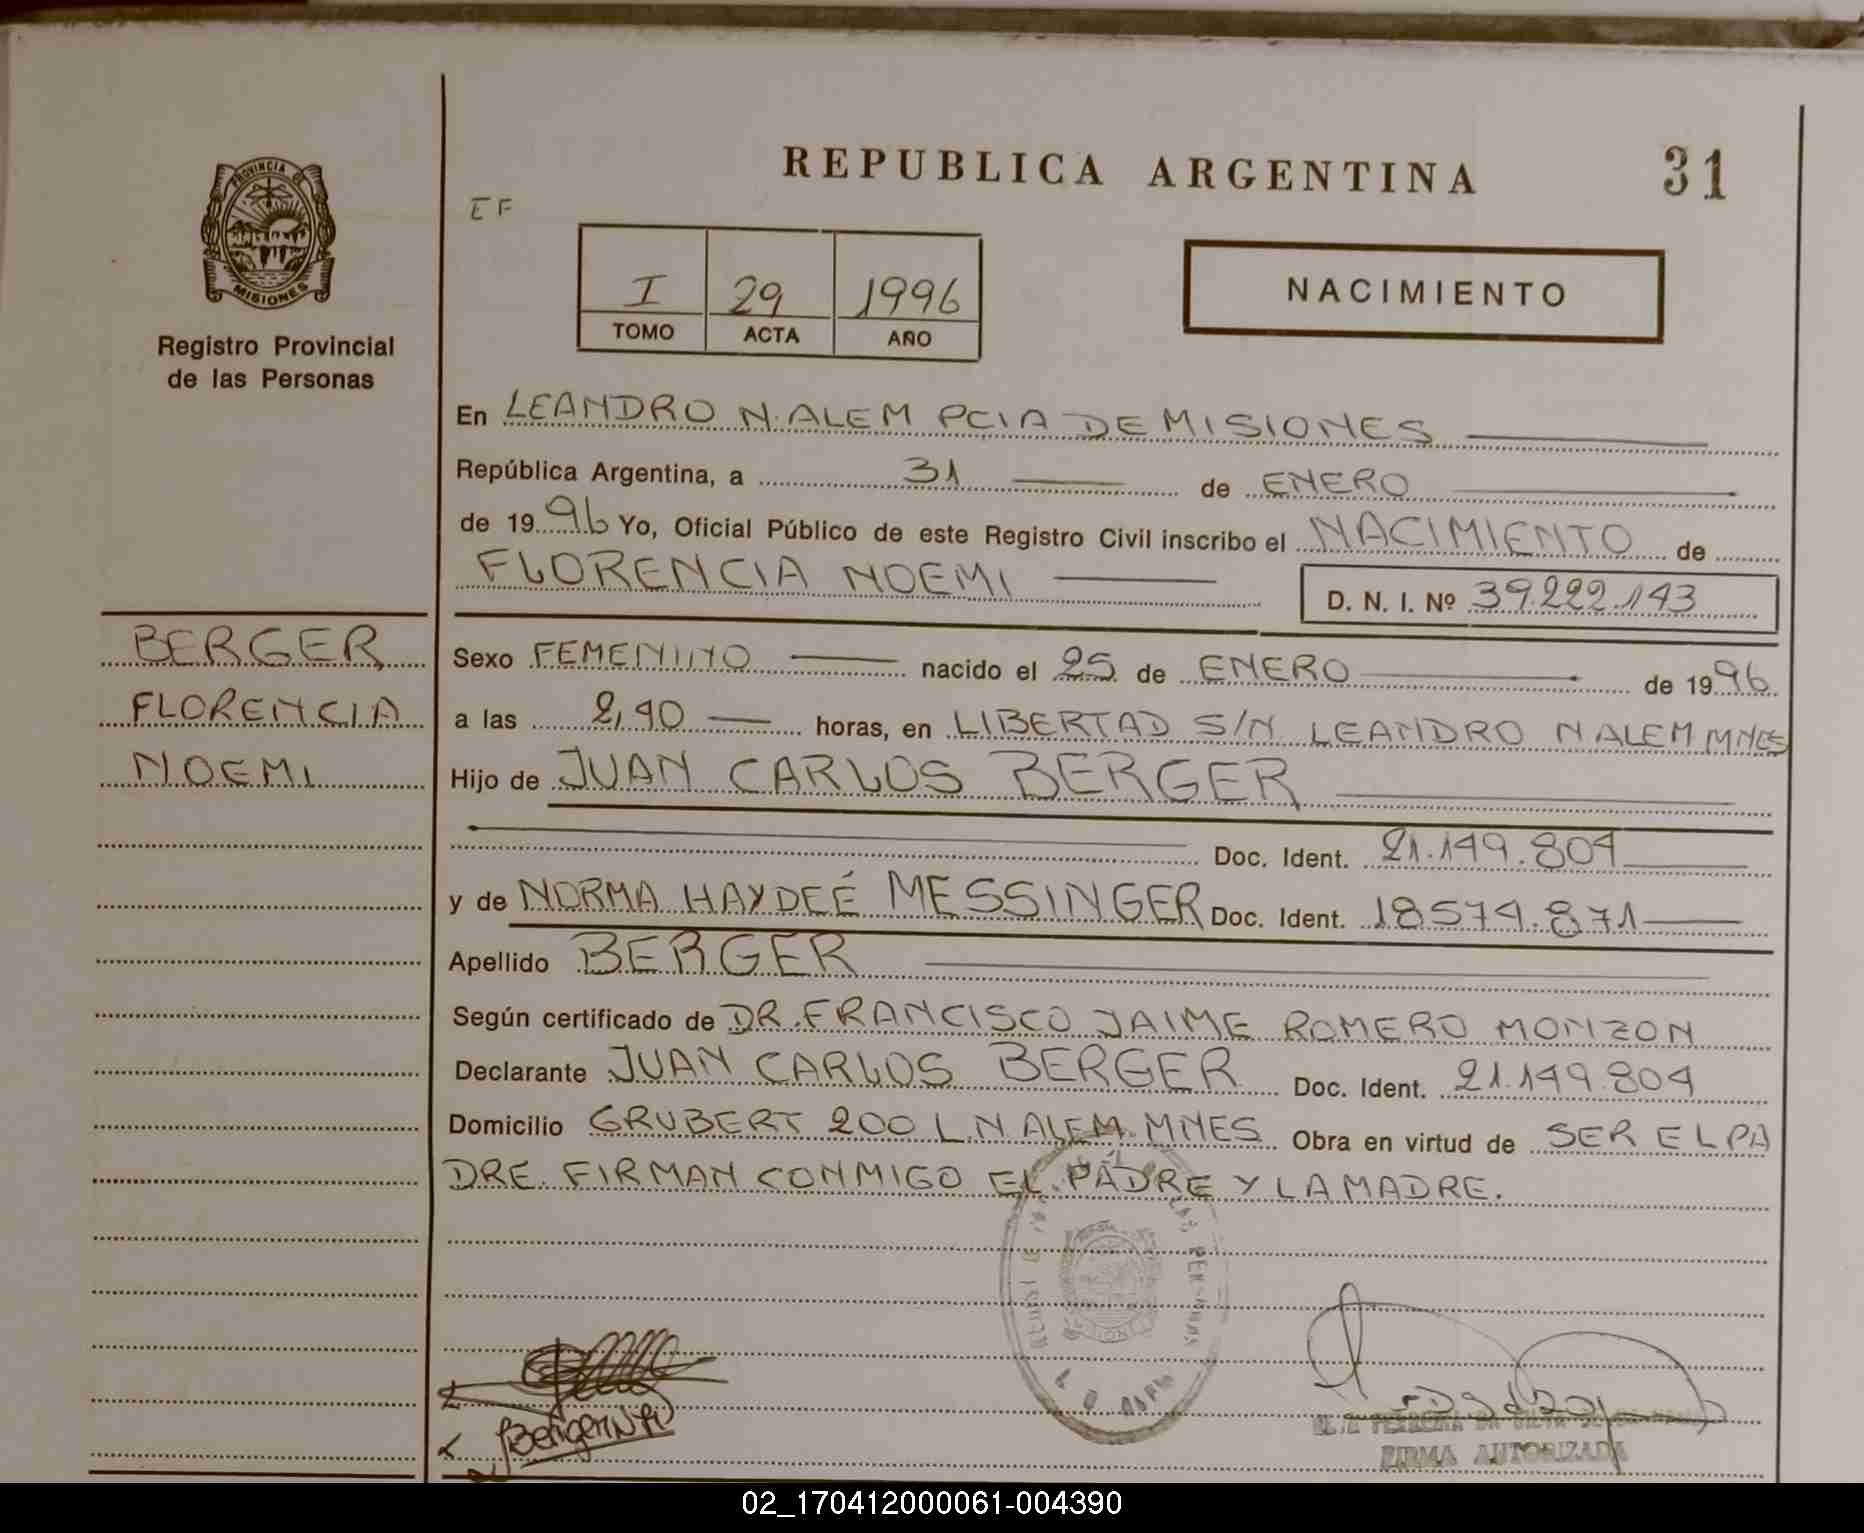 REPUBLICA ARGENTINA
31
PROVINCIA DE
MISIONES
Registro Provincial
de las Personas
EF
I 29 1996
TOMO ACTA AÑO
NACIMIENTO
En LEANDRO N. ALEM PCIA DE MISIONES
República Argentina, a 31 de ENERO
de 1996 Yo, Oficial Público de este Registro Civil inscribo el NACIMIENTO de
FLORENCIA NOEMI D. N. I. Nº 39.222.143
BERGER
FLORENCIA
NOEMI
Sexo FEMENINO nacido el 25 de ENERO de 1996.
a las 2,40 horas, en LIBERTAD S/N LEANDRO N ALEM MNES
Hijo de JUAN CARLOS BERGER
Doc. Ident. 21.149.804
y de NORMA HAYDEÉ MESSINGER Doc. Ident. 18574.871
Apellido BERGER
Según certificado de DR. FRANCISCO JAIME ROMERO MONZON
Declarante JUAN CARLOS BERGER Doc. Ident. 21.149.804
Domicilio GRUBERT 200 L.N ALEM. MNES Obra en virtud de SER EL PA
DRE. FIRMAN CONMIGO EL PADRE Y LA MADRE.
FIRMA AUTORIZADA
02_170412000061-004390